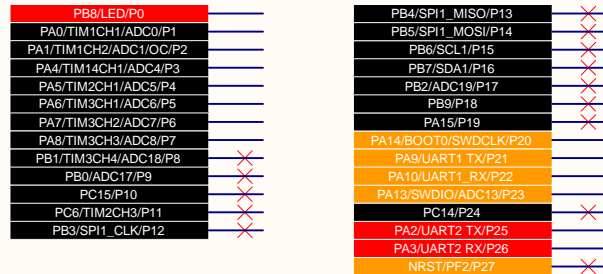 PB8/LED/P0
PA0/TIM1CH1/ADC0/P1
PA1/TIM1CH2/ADC1/OC/P2
PA4/TIM14CH1/ADC4/P3
PA5/TIM2CH1/ADC5/P4
PA6/TIM3CH1/ADC6/P5
PA7/TIM3CH2/ADC7/P6
PA8/TIM3CH3/ADC8/P7
PB1/TIM3CH4/ADC18/P8
PB0/ADC17/P9
PC15/P10
PC6/TIM2CH3/P11
PB3/SPI1_CLK/P12
PB4/SPI1_MISO/P13
PB5/SPI1_MOSI/P14
PB6/SCL1/P15
PB7/SDA1/P16
PB2/ADC19/P17
PB9/P18
PA15/P19
PA14/BOOT0/SWDCLK/P20
PA9/UART1 TX/P21
PA10/UART1_RX/P22
PA13/SWDIO/ADC13/P23
PC14/P24
PA2/UART2 TX/P25
PA3/UART2 RX/P26
NRST/PF2/P27